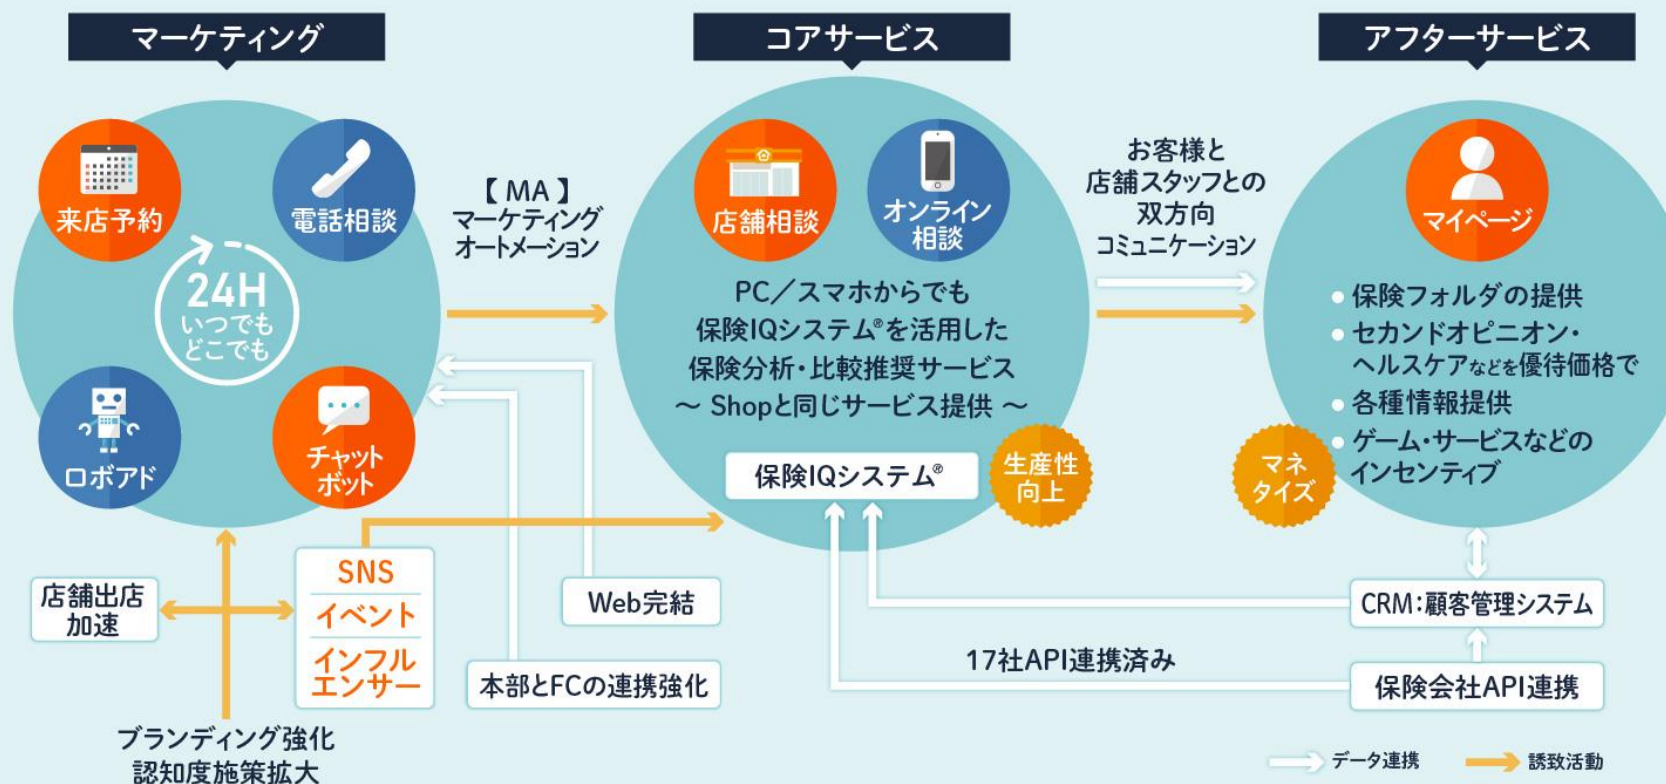 マーケティング
来店予約
電話相談
24H
いつでも
どこでも
ロボアド
チャット
ボット
【 MA 】
マーケティング
オートメーション
コアサービス
店舗相談
オンライン
相談
PC／スマホからでも
保険IQシステム®を活用した
保険分析・比較推奨サービス
～ Shopと同じサービス提供 ～
保険IQシステム®
生産性
向上
お客様と
店舗スタッフとの
双方向
コミュニケーション
アフターサービス
マイページ
● 保険フォルダの提供
● セカンドオピニオン・
ヘルスケアなどを優待価格で
● 各種情報提供
● ゲーム・サービスなどの
インセンティブ
マネ
タイズ
店舗出店
加速
SNS
イベント
インフル
エンサー
ブランディング強化
認知度施策拡大
Web完結
本部とFCの連携強化
17社API連携済み
CRM：顧客管理システム
保険会社API連携
データ連携
誘致活動